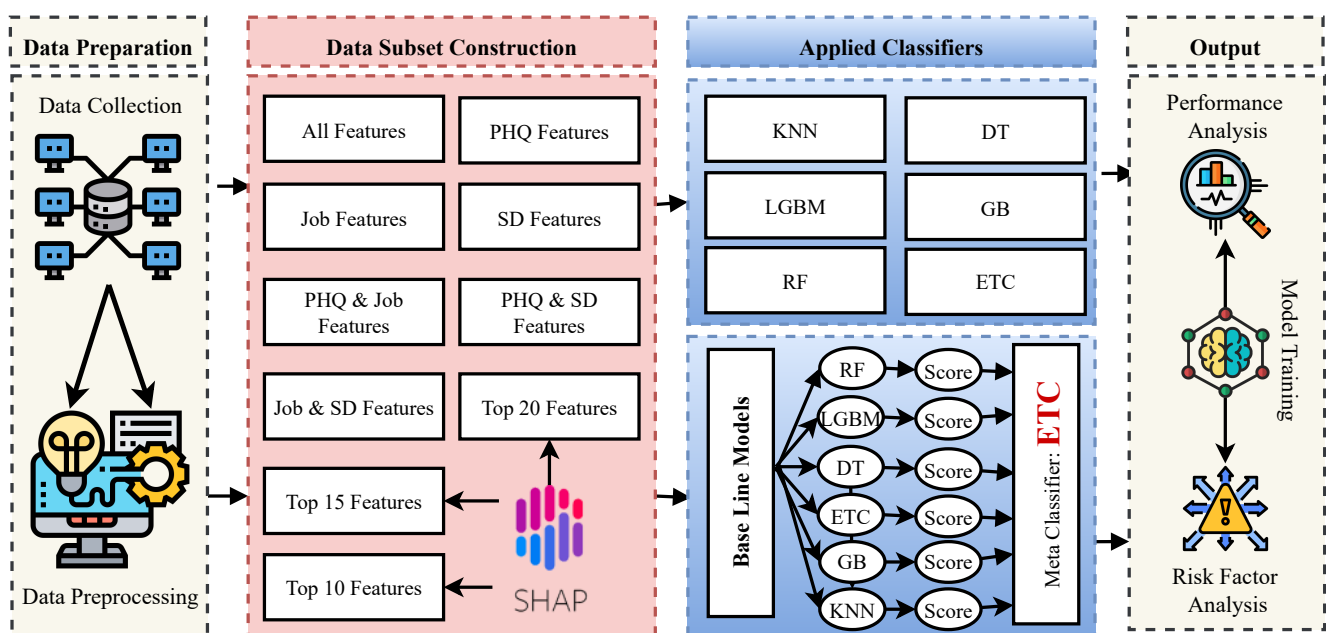 Data Preparation
Data Collection
Data Preprocessing
Data Subset Construction
All Features
PHQ Features
Job Features
SD Features
PHQ & Job
Features
PHQ & SD
Features
Job & SD Features
Top 20 Features
Top 15 Features
Top 10 Features
SHAP
Applied Classifiers
KNN
DT
LGBM
GB
RF
ETC
Base Line Models
RF
Score
LGBM
Score
DT
Score
ETC
Score
GB
Score
KNN
Score
Meta Classifier: ETC
Output
Performance
Analysis
Model Training
Risk Factor
Analysis